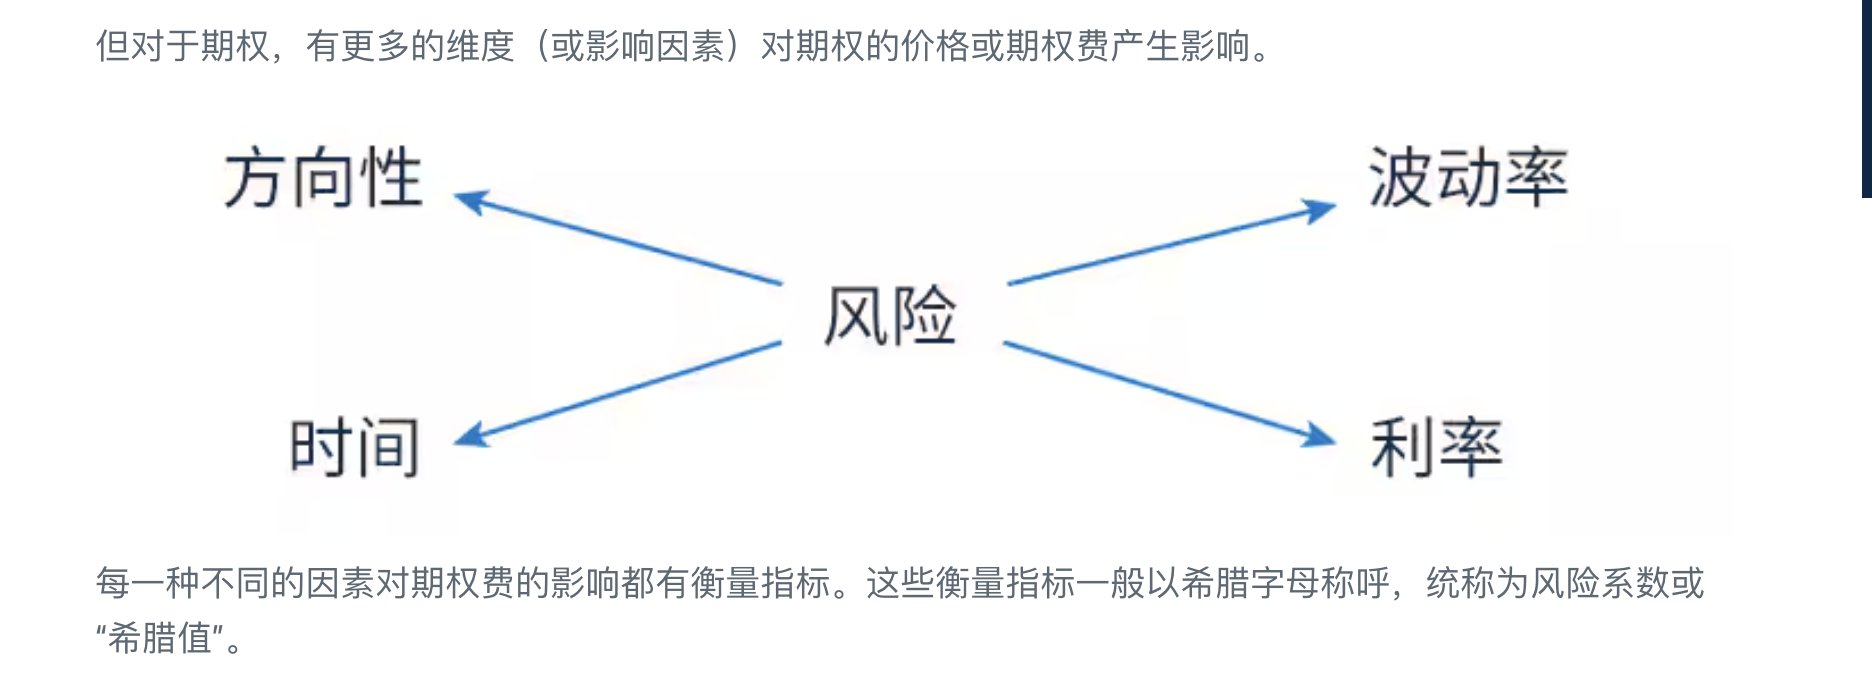 但对于期权，有更多的维度（或影响因素）对期权的价格或期权费产生影响。
方向性
波动率
风险
时间
利率
每一种不同的因素对期权费的影响都有衡量指标。这些衡量指标一般以希腊字母称呼，统称为风险系数或
“希腊值”。